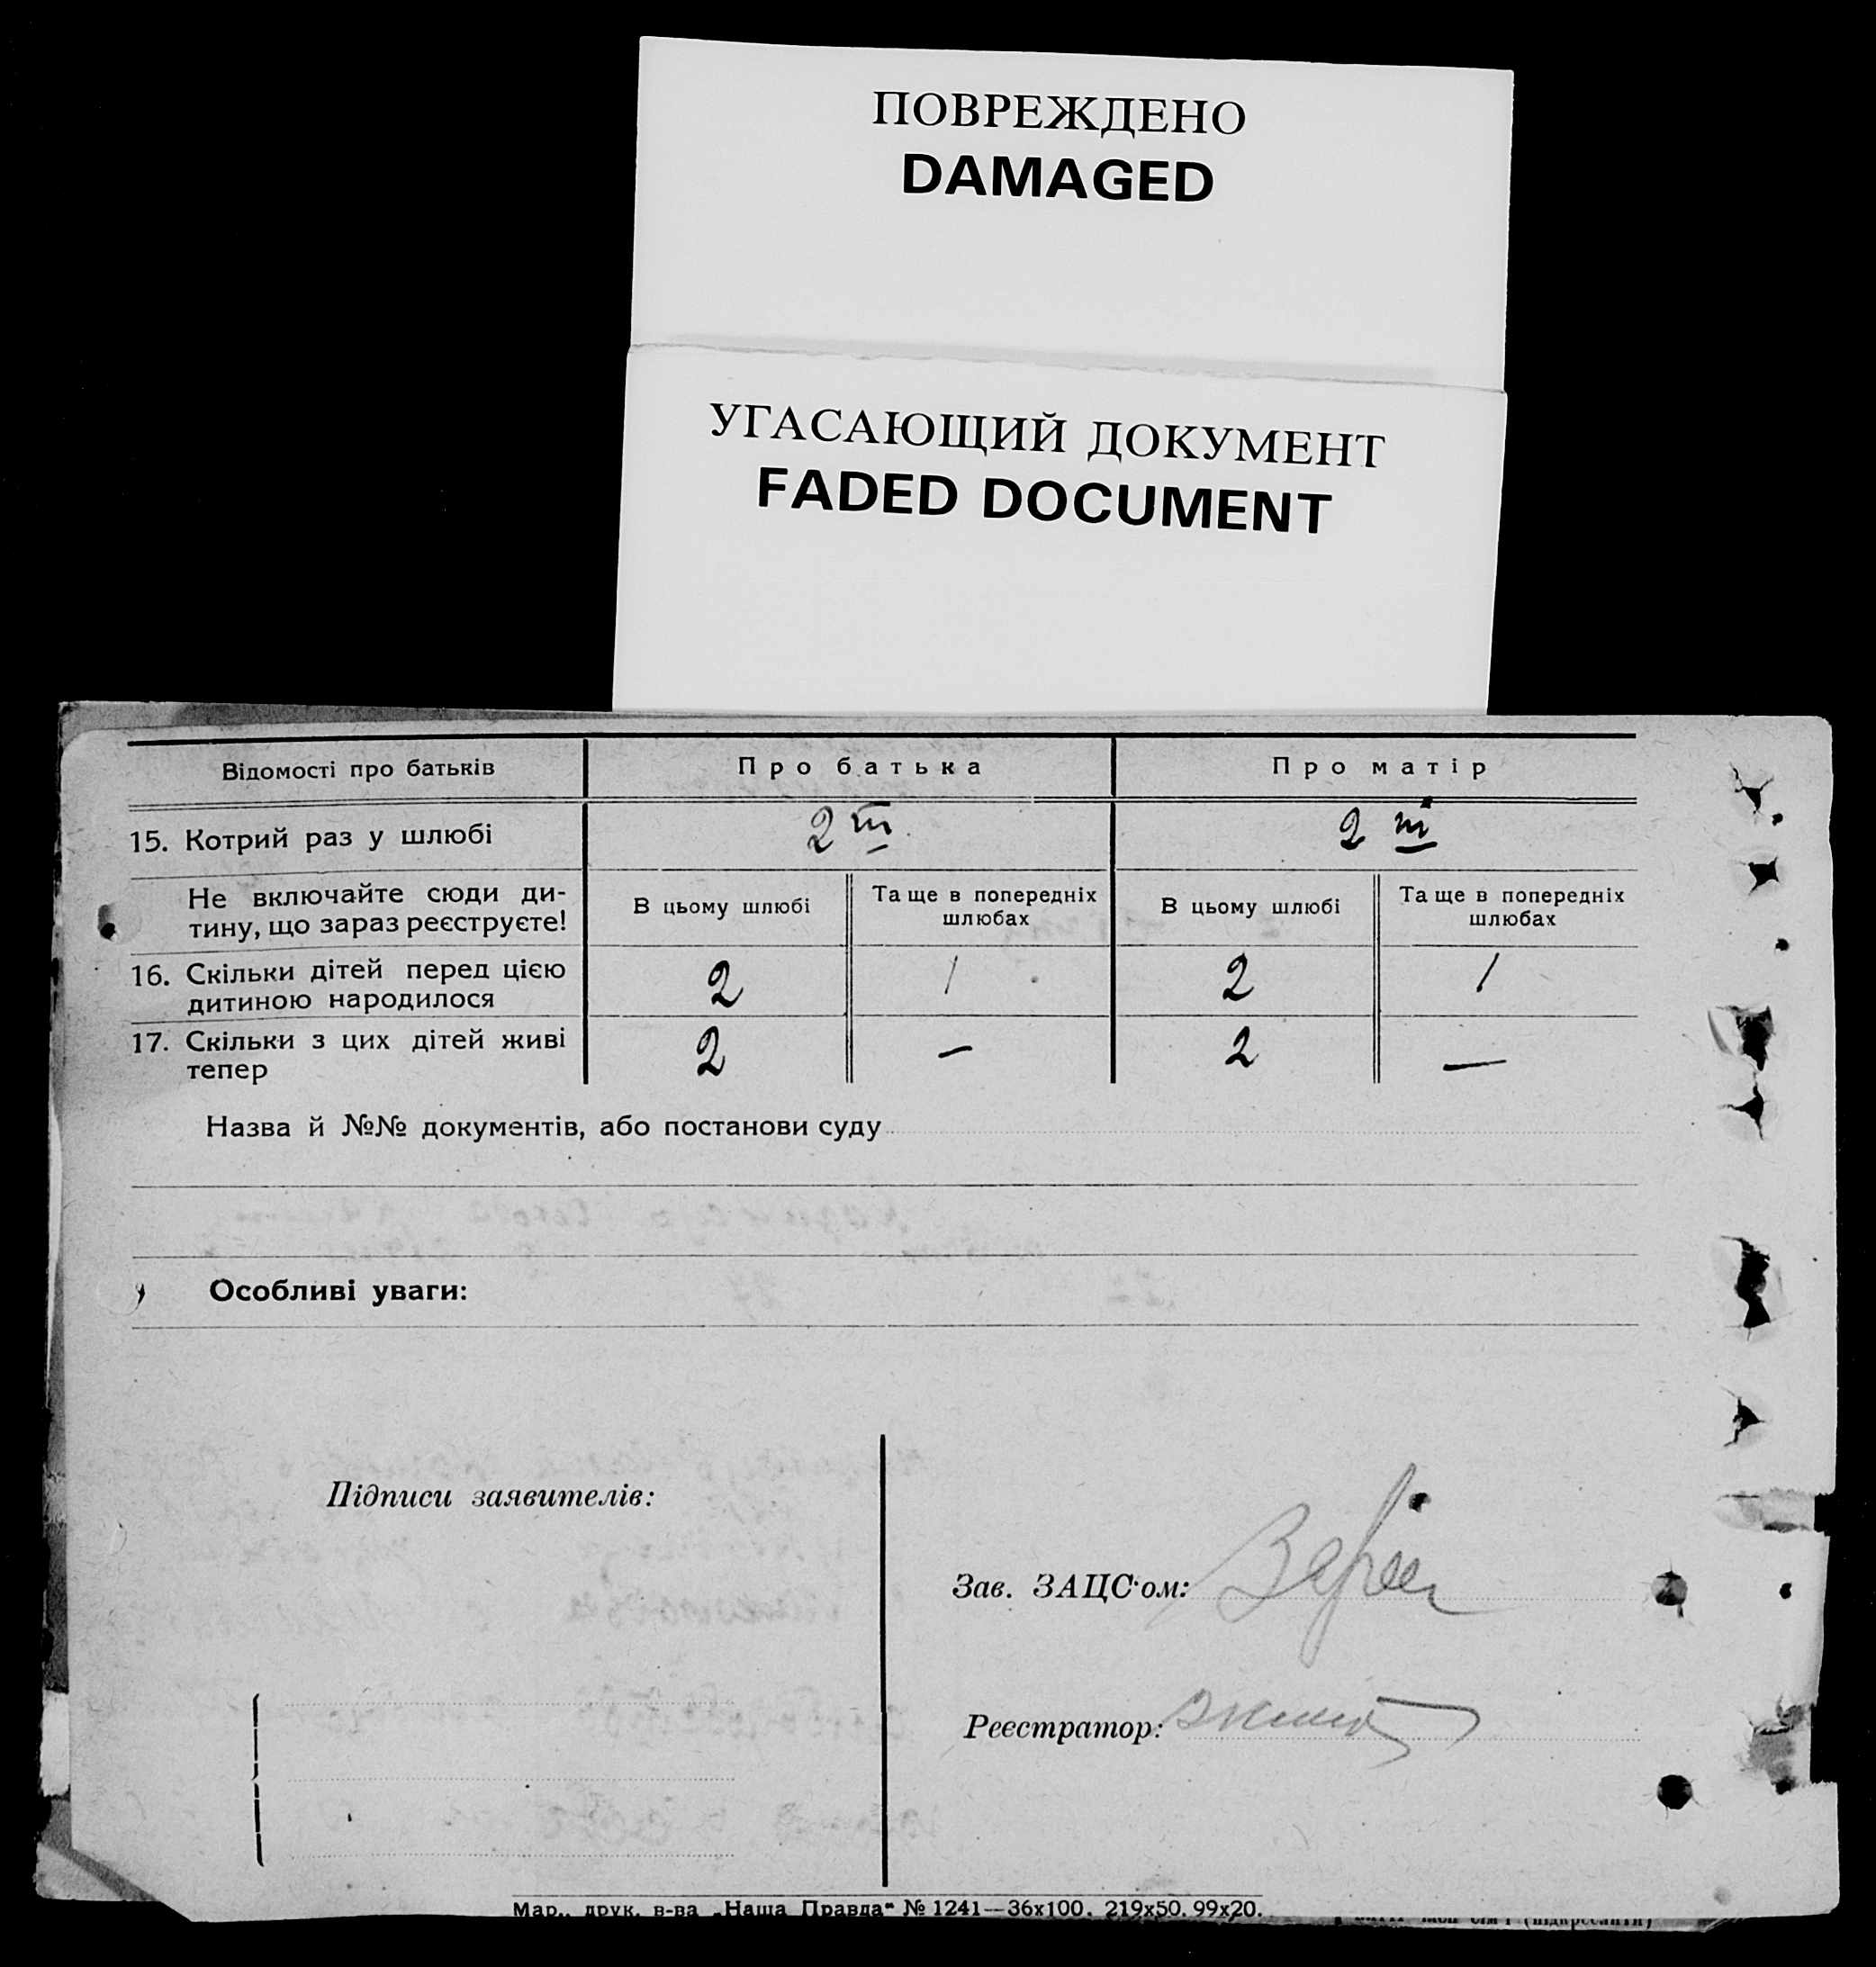 ПОВРЕЖДЕНО
DAMAGED
УГАСАЮЩИЙ ДОКУМЕНТ
FADED DOCUMENT
Відомості про батьків Про батька Про матір
15. Котрий раз у шлюбі 2 ій 2 ій
Не включайте сюди ди-
тину, що зараз реєструєте!
В цьому шлюбі Та ще в попередніх шлюбах В цьому шлюбі Та ще в попередніх шлюбах
16. Скільки дітей перед цією
дитиною народилося 2 1 2 1
17. Скільки з цих дітей живі
тепер 2 — 2 —
Назва й №№ документів, або постанови суду
Особливі уваги:
Підписи заявителів:
Зав. ЗАЦС'ом:
Реєстратор:
Мар., друк. в-ва „Наша Правда" № 1241—36х100. 219х50. 99х20.